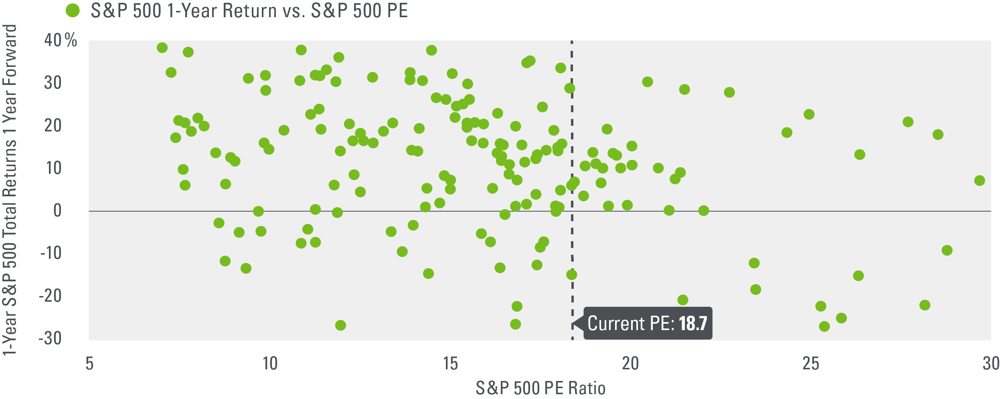 S&P 500 1-Year Return vs. S&P 500 PE
1-Year S&P 500 Total Returns 1 Year Forward
40%
30
20
10
0
-10
-20
-30
Current PE: 18.7
5 10 15 20 25 30
S&P 500 PE Ratio